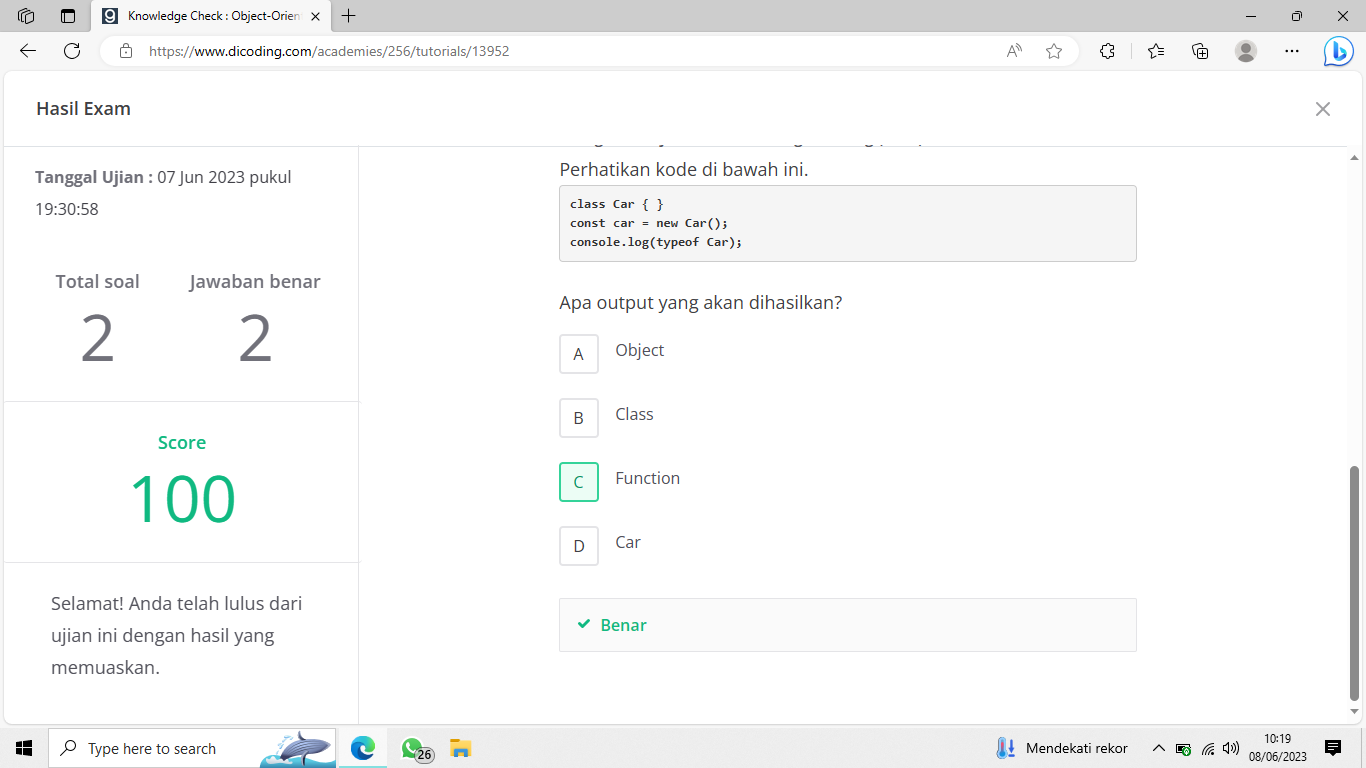 Knowledge Check : Object-Orien
https://www.dicoding.com/academies/256/tutorials/13952
Hasil Exam
Tanggal Ujian : 07 Jun 2023 pukul
19:30:58
Total soal
Jawaban benar
2
2
Score
100
Selamat! Anda telah lulus dari
ujian ini dengan hasil yang
memuaskan.
Perhatikan kode di bawah ini.
class Car { }
const car = new Car();
console.log(typeof Car);
Apa output yang akan dihasilkan?
A Object
B Class
C Function
D Car
Benar
Type here to search
26
Mendekati rekor
10:19
08/06/2023